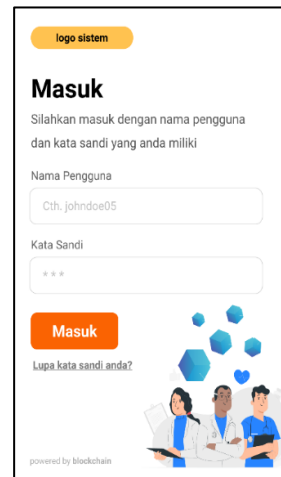 logo sistem
Masuk
Silahkan masuk dengan nama pengguna
dan kata sandi yang anda miliki
Nama Pengguna
Cth. johndoe05
Kata Sandi
* * *
Masuk
Lupa kata sandi anda?
powered by blockchain